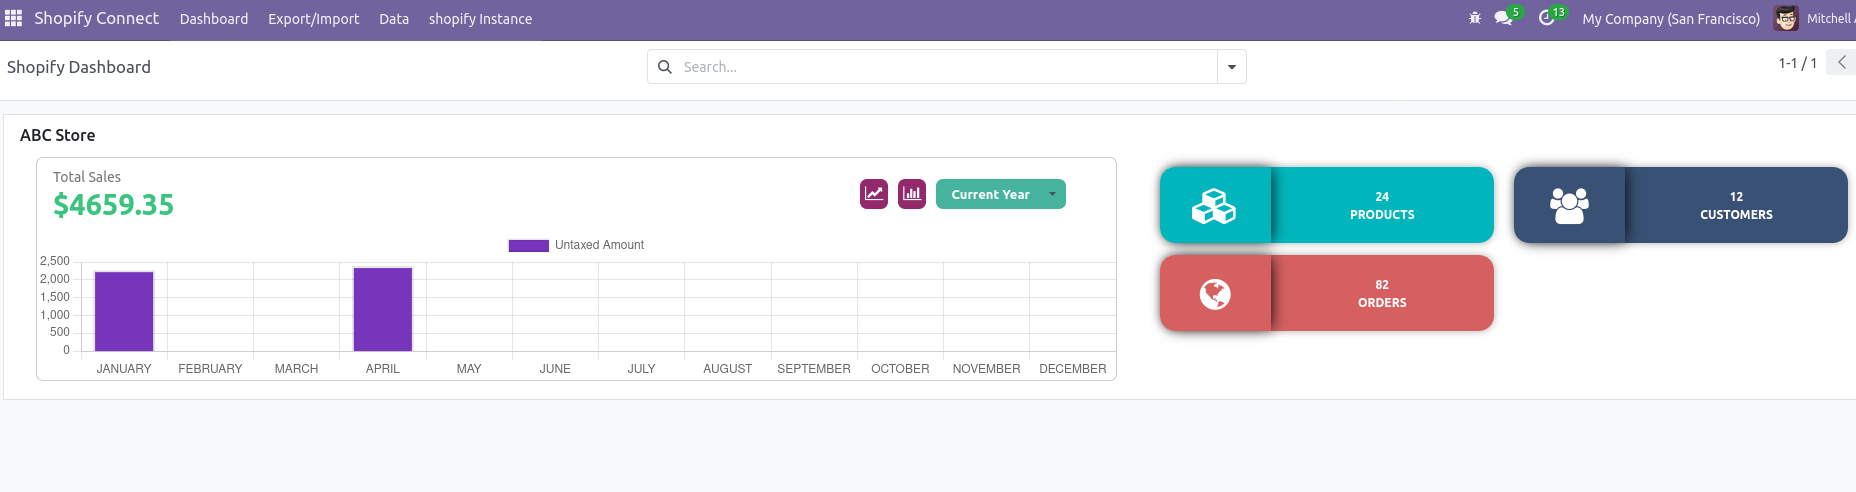 Shopify Connect Dashboard Export/Import Data shopify Instance 5 13 My Company (San Francisco) Mitchell
Shopify Dashboard Search... 1-1 / 1
ABC Store
Total Sales
$4659.35
Current Year
Untaxed Amount
2,500
2,000
1,500
1,000
500
0
JANUARY FEBRUARY MARCH APRIL MAY JUNE JULY AUGUST SEPTEMBER OCTOBER NOVEMBER DECEMBER
24
PRODUCTS
12
CUSTOMERS
82
ORDERS